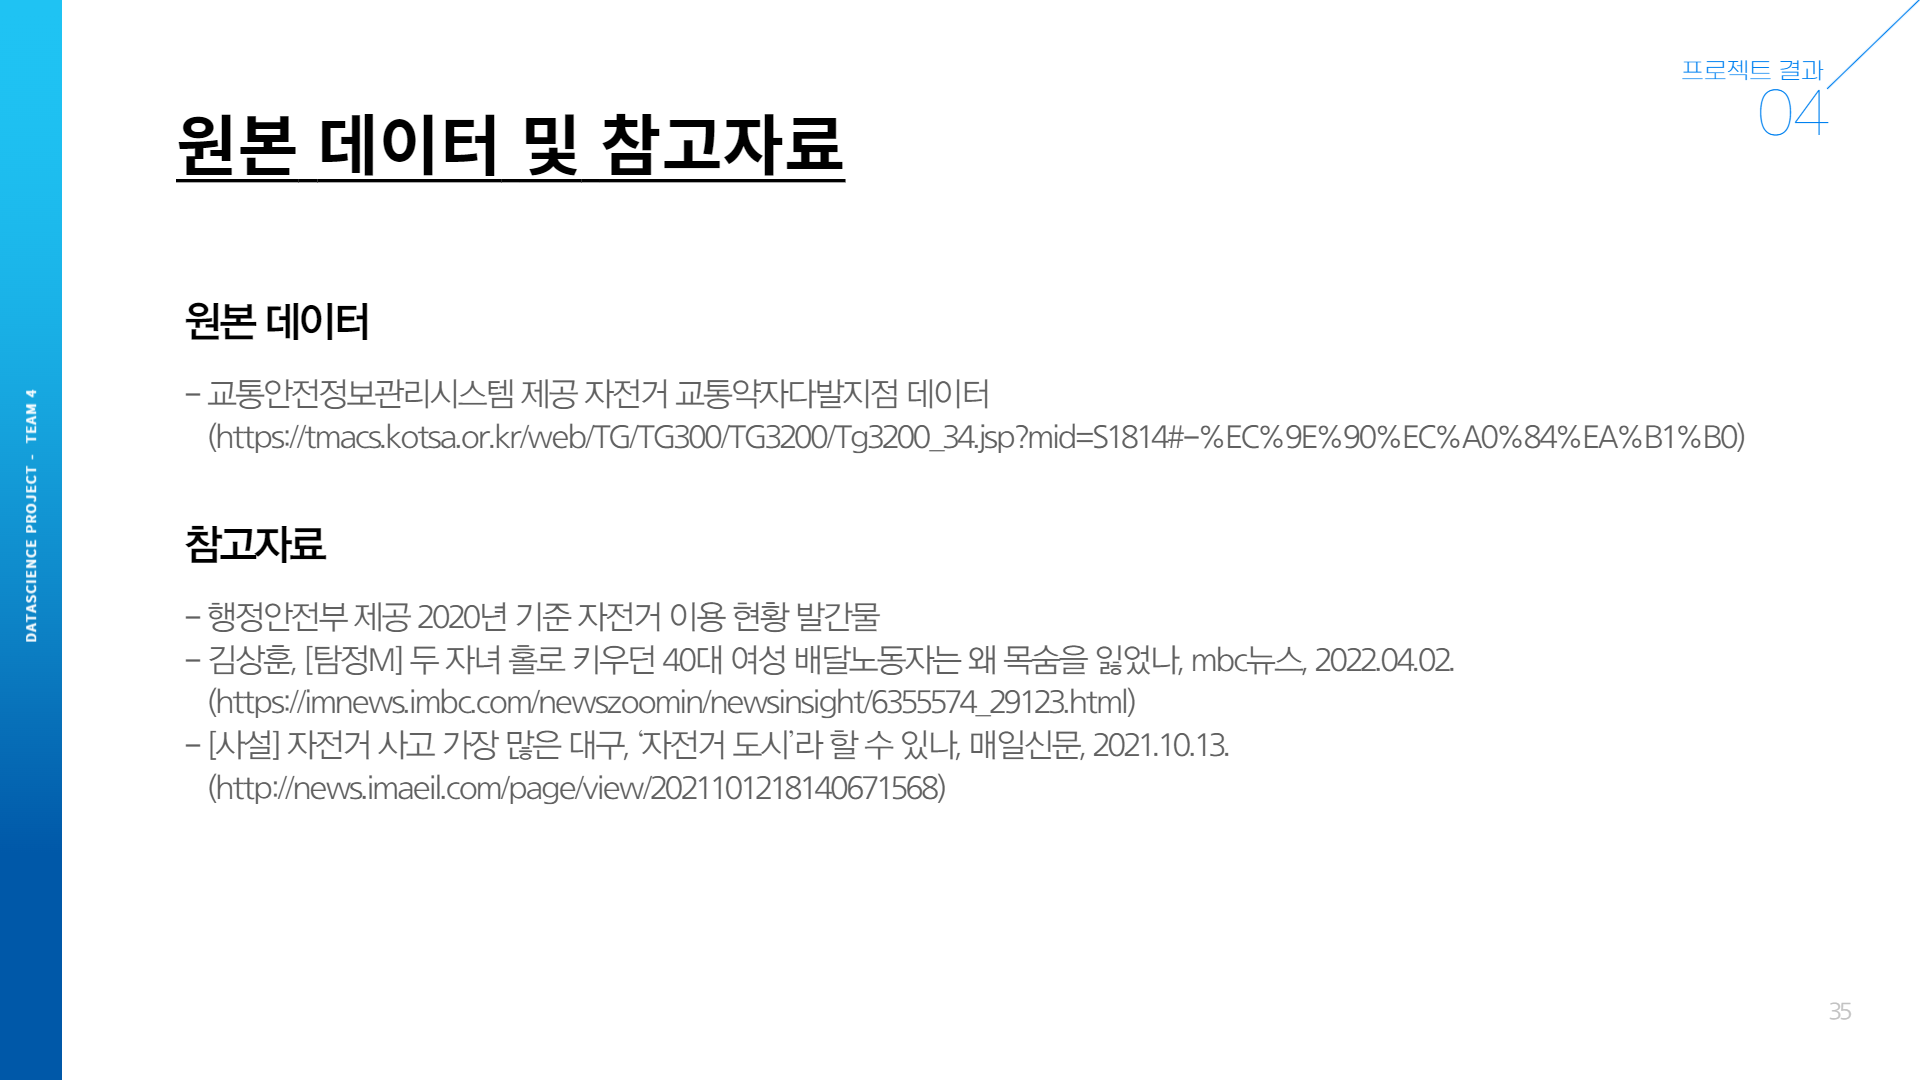 프로젝트 결과
04
원본 데이터 및 참고자료
원본 데이터
- 교통안전정보관리시스템 제공 자전거 교통약자다발지점 데이터
(https://tmacs.kotsa.or.kr/web/TG/TG300/TG3200/Tg3200_34.jsp?mid=S1814#-%EC%9E%90%EC%A0%84%EA%B1%B0)
참고자료
- 행정안전부 제공 2020년 기준 자전거 이용 현황 발간물
- 김상훈, [탐정M] 두 자녀 홀로 키우던 40대 여성 배달노동자는 왜 목숨을 잃었나, mbc뉴스, 2022.04.02.
(https://imnews.imbc.com/newszoomin/newsinsight/6355574_29123.html)
- [사설] 자전거 사고 가장 많은 대구, ‘자전거 도시’라 할 수 있나, 매일신문, 2021.10.13.
(http://news.imaeil.com/page/view/2021101218140671568)
DATASCIENCE PROJECT - TEAM 4
35